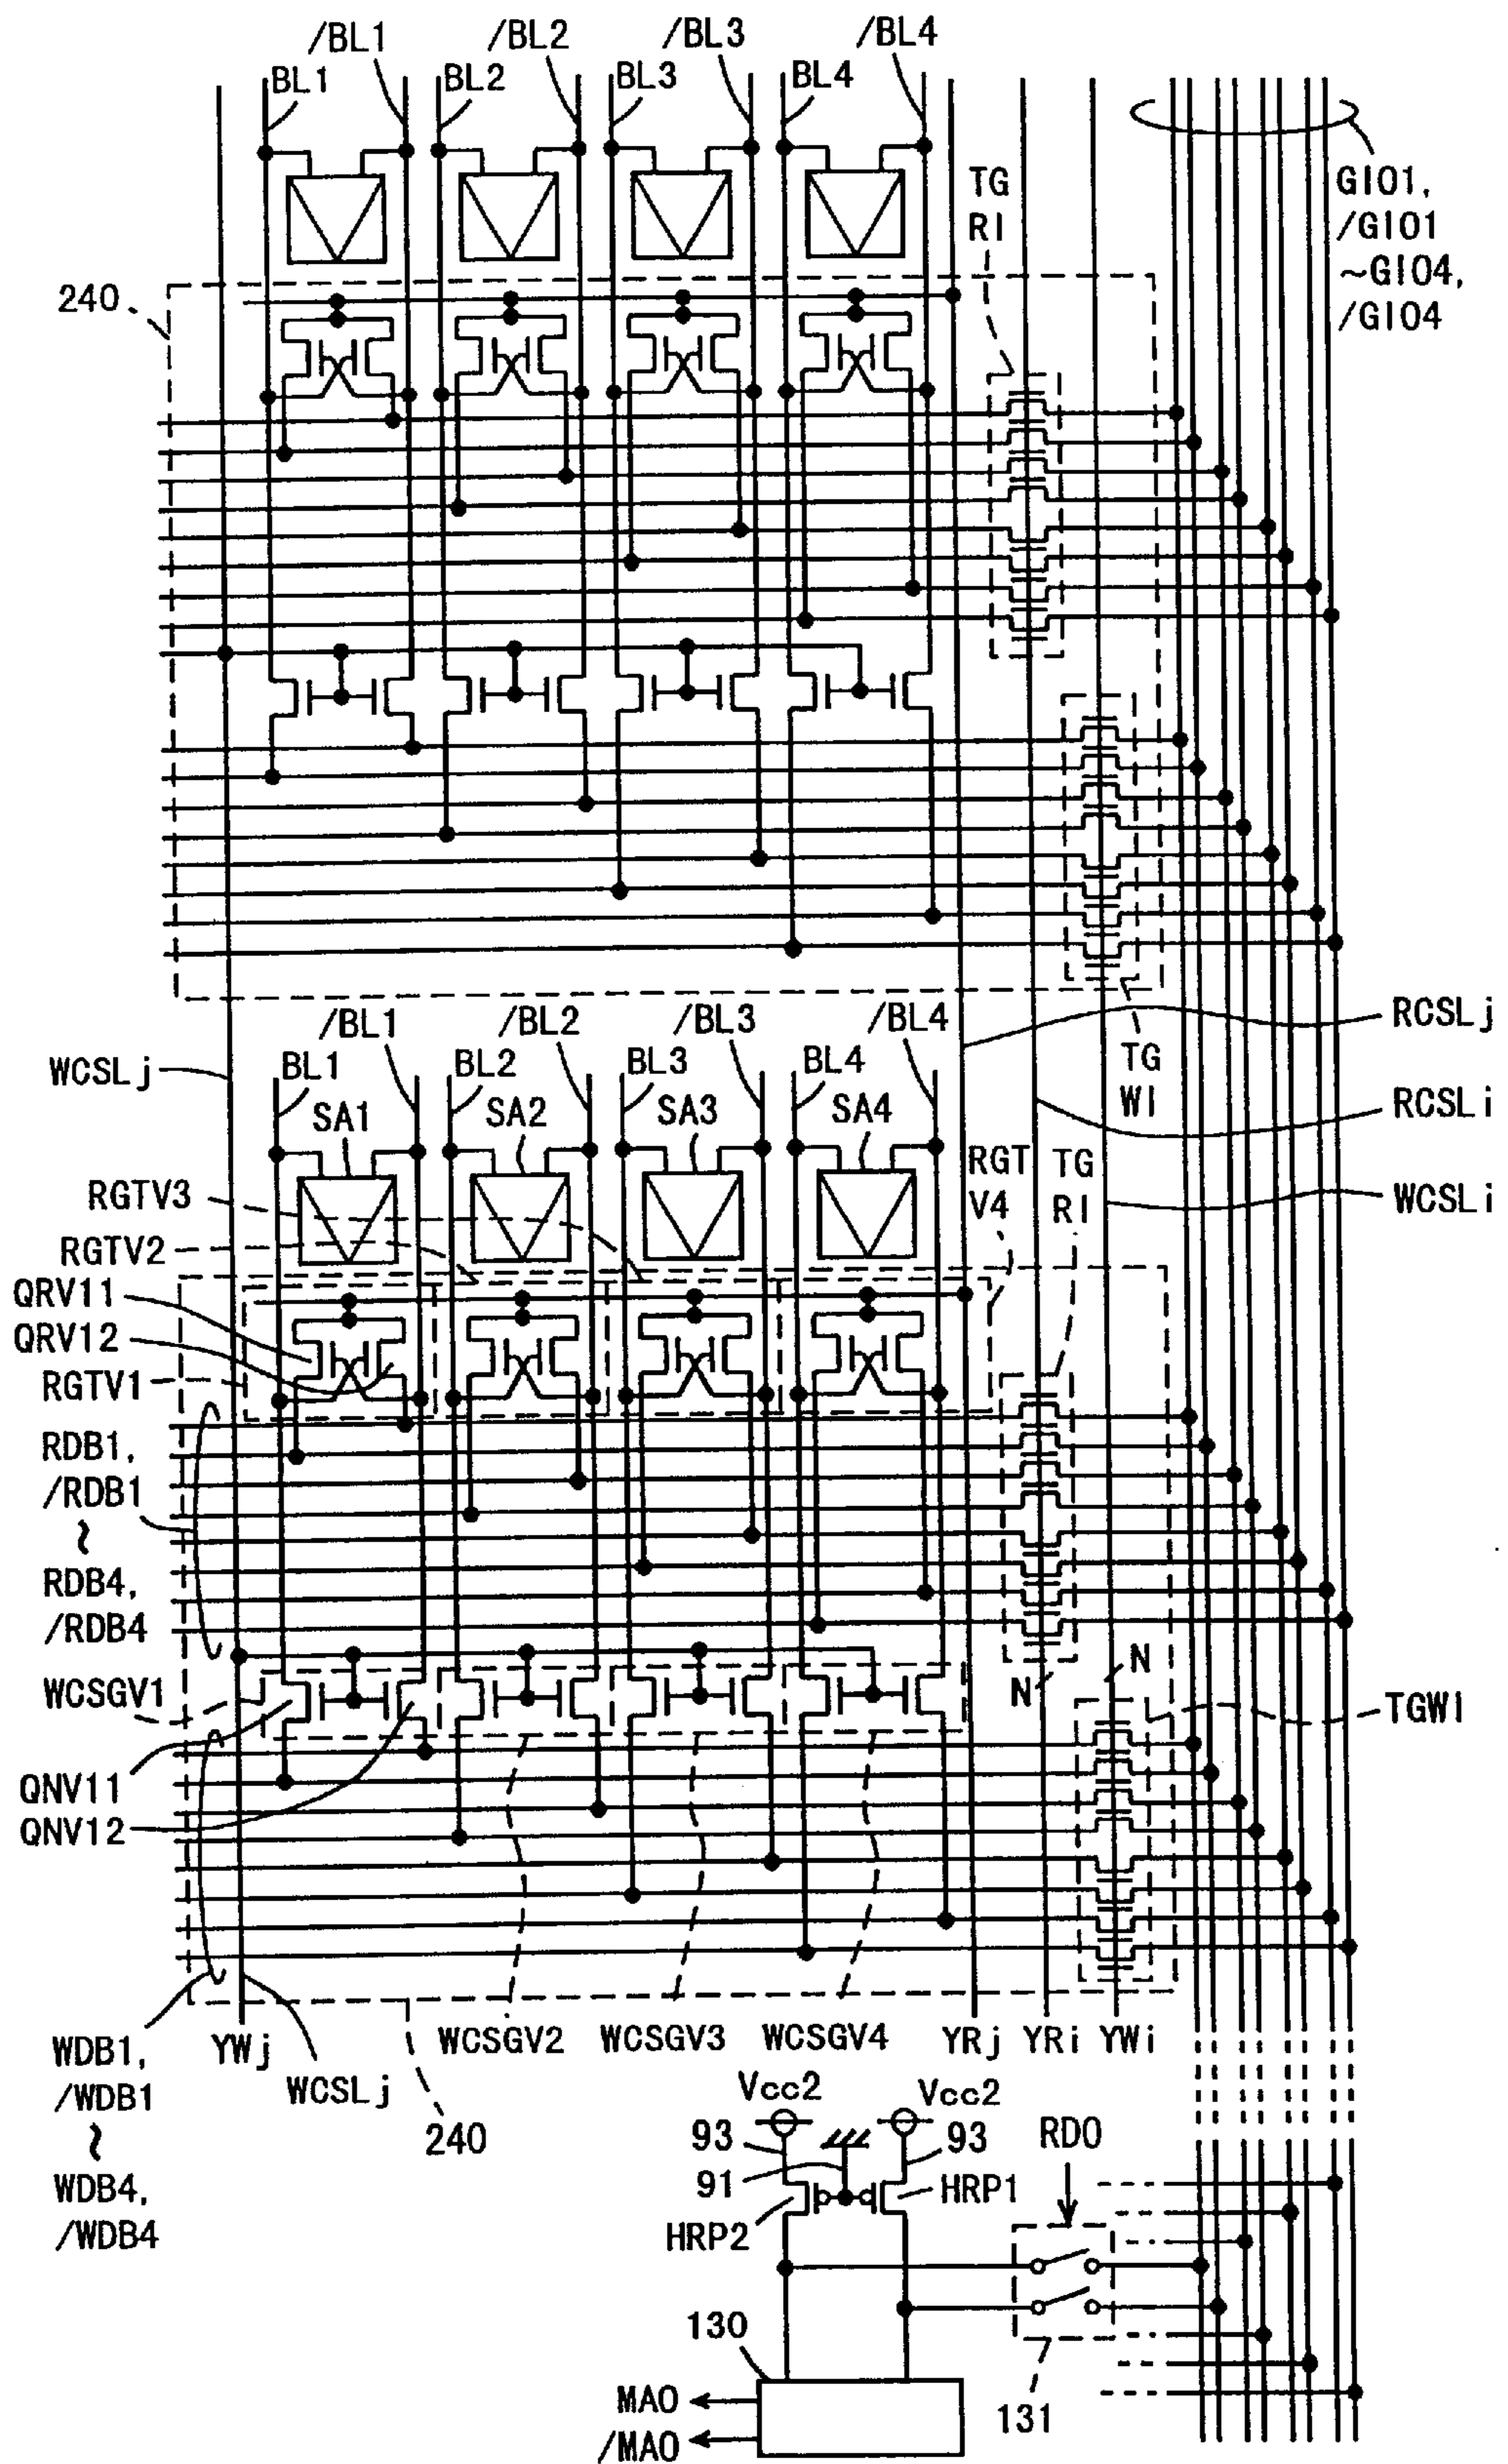 /BL1
/BL2
/BL3
/BL4
BL1
BL2
BL3
BL4
TG
RI
GIO1,
/GIO1
~GIO4,
/GIO4
240
/BL1
/BL2
/BL3
/BL4
RCSLj
WCSLj
BL1
BL2
BL3
BL4
TG
WI
SA1
SA2
SA3
SA4
RCSLi
RGTV3
RGT
V4
TG
RI
WCSLi
RGTV2
QRV11
QRV12
RGTV1
RDB1,
/RDB1
~
RDB4,
/RDB4
WCSGV1
N
N
TGWI
QNV11
QNV12
WDB1,
/WDB1
~
WDB4,
/WDB4
YWj
WCSLj
240
WCSGV2
WCSGV3
WCSGV4
YRj
YRi
YWi
Vcc2
Vcc2
93
93
RDO
91
HRP1
HRP2
130
131
MAO
/MAO